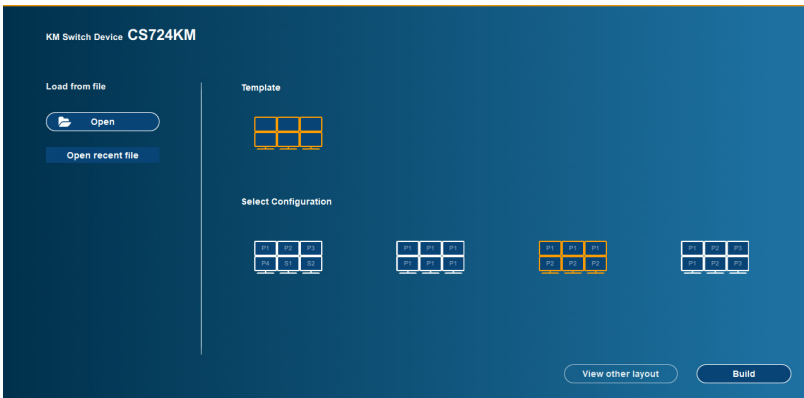 KM Switch Device CS724KM
Load from file
Open
Open recent file
Template
Select Configuration
P1 P2 P3
P4 S1 S2
P1 P1 P1
P1 P1 P1
P1 P1 P1
P2 P2 P2
P1 P2 P3
P1 P2 P3
View other layout
Build